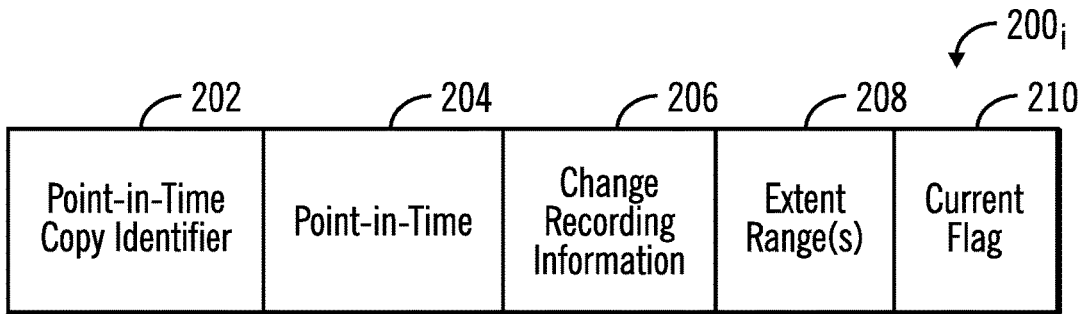 200i
202
204
206
208
210
Point-in-Time
Copy Identifier
Point-in-Time
Change
Recording
Information
Extent
Range(s)
Current
Flag